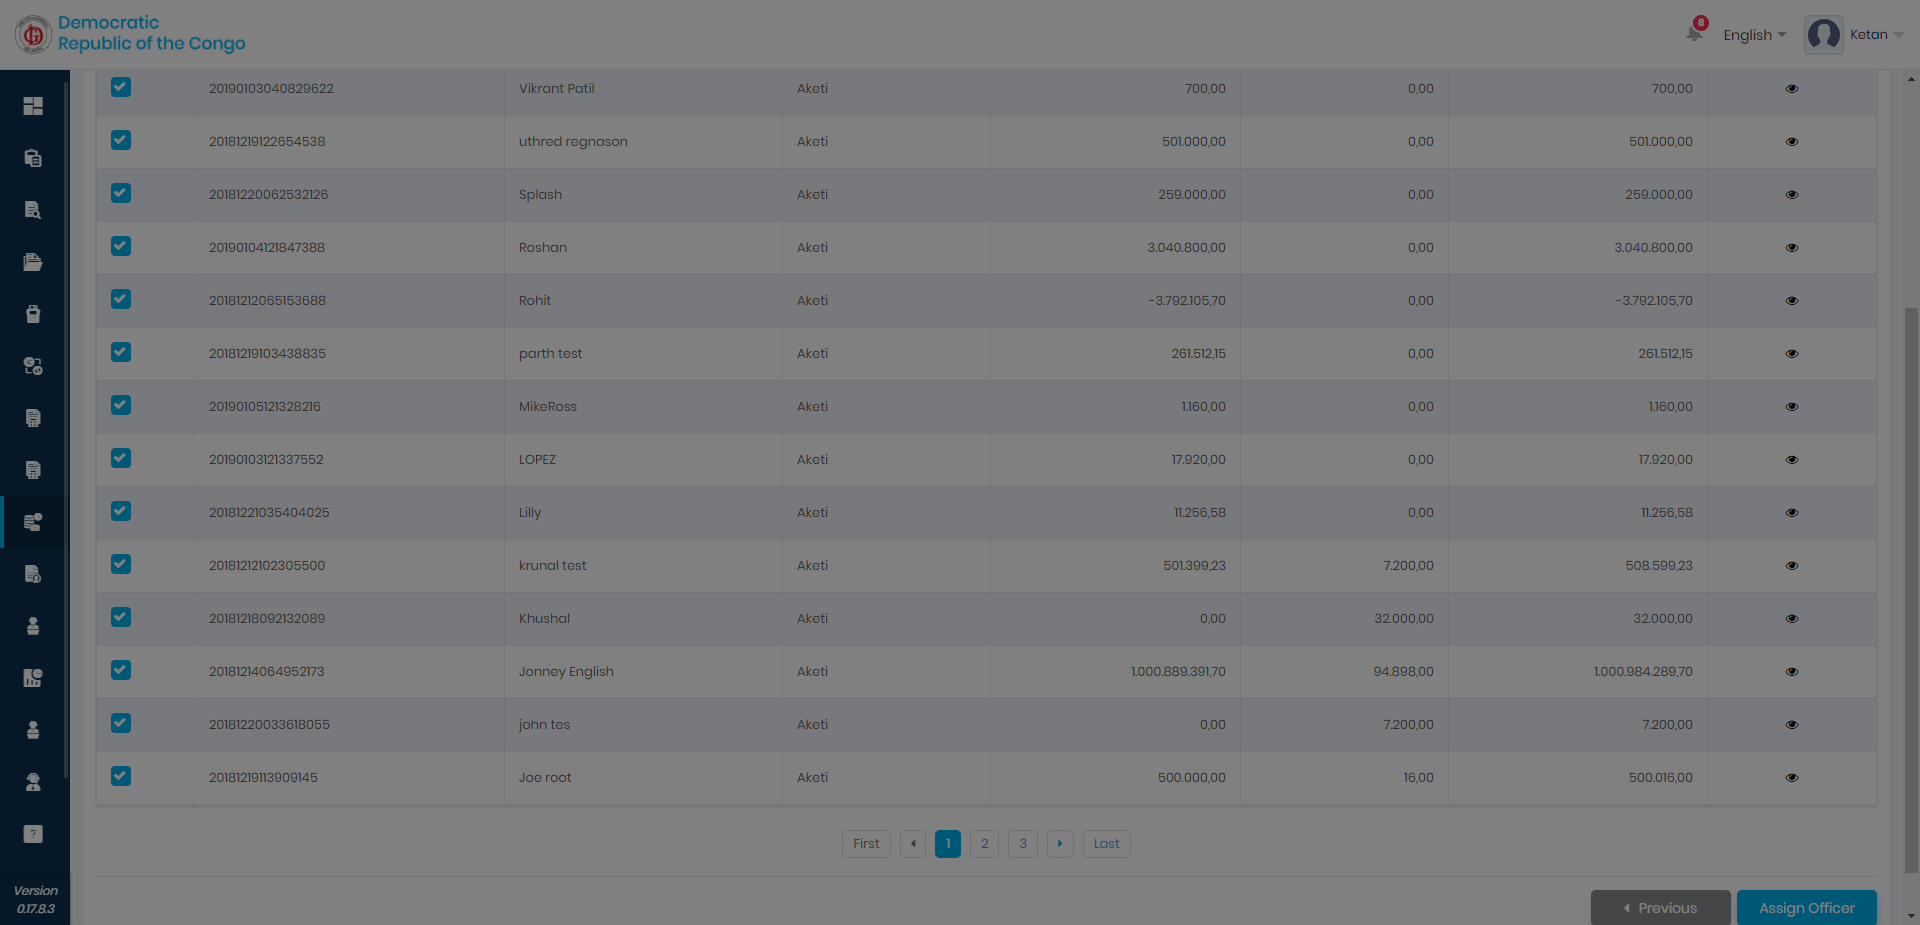 Democratic
Republic of the Congo
8
English
Ketan
20190103040829622 Vikrant Patil Aketi 700,00 0,00 700,00
20181219122654538 uthred regnason Aketi 501.000,00 0,00 501.000,00
20181220062532126 Splash Aketi 259.000,00 0,00 259.000,00
20190104121847388 Roshan Aketi 3.040.800,00 0,00 3.040.800,00
20181212065153688 Rohit Aketi -3.792.105,70 0,00 -3.792.105,70
20181219103438835 parth test Aketi 261.512,15 0,00 261.512,15
20190105121328216 MikeRoss Aketi 1.160,00 0,00 1.160,00
20190103121337552 LOPEZ Aketi 17.920,00 0,00 17.920,00
20181221035404025 Lilly Aketi 11.256,58 0,00 11.256,58
20181212102305500 krunal test Aketi 501.399,23 7.200,00 508.599,23
20181218092132089 Khushal Aketi 0,00 32.000,00 32.000,00
20181214064952173 Jonney English Aketi 1.000.889.391,70 94.898,00 1.000.984.289,70
20181220033618055 john tes Aketi 0,00 7.200,00 7.200,00
20181219113909145 Joe root Aketi 500.000,00 16,00 500.016,00
First 1 2 3 Last
Previous Assign Officer
?
Version
0.17.8.3